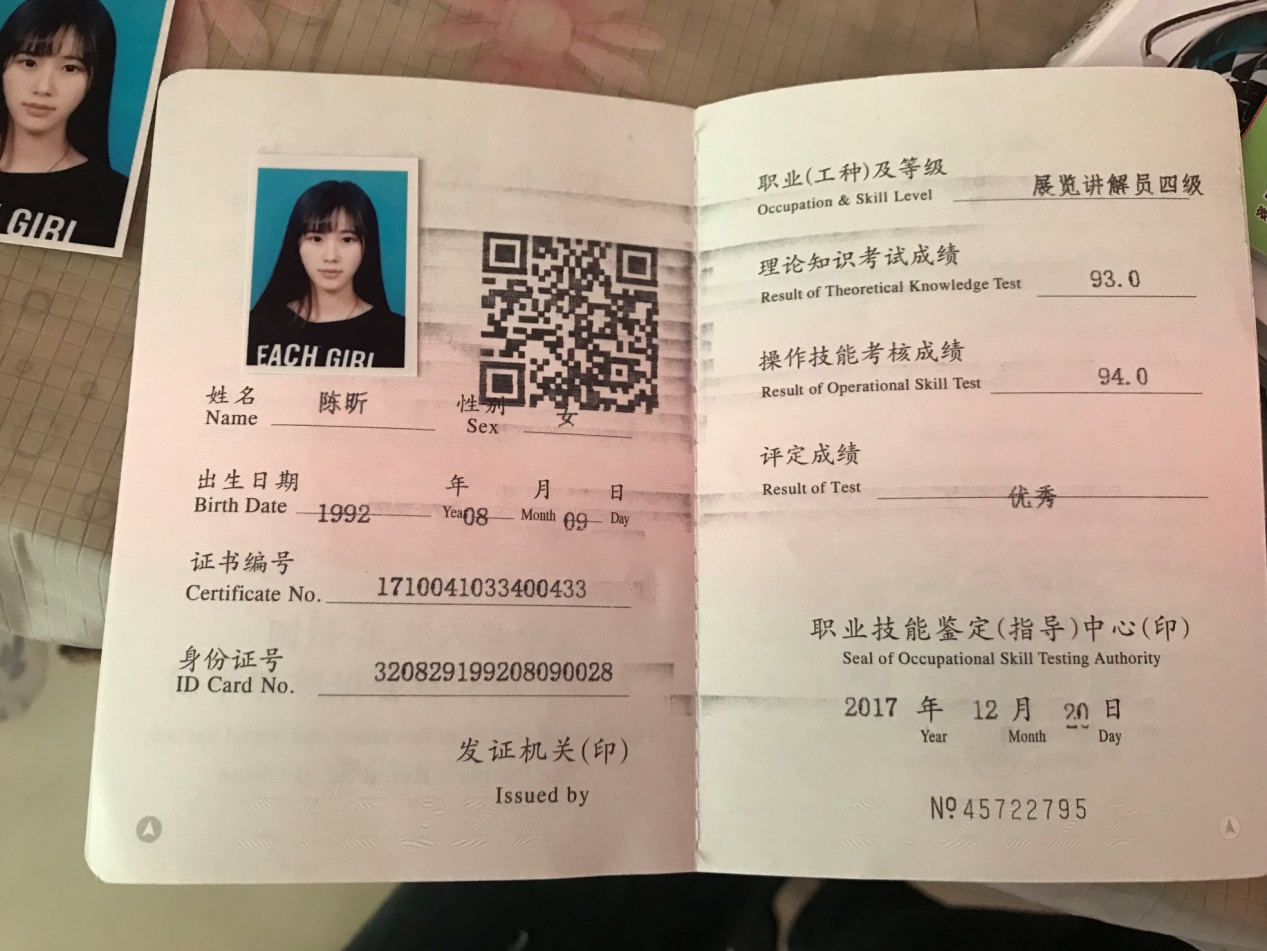 EACH GIRL
姓名 陈昕 性别 女
Name Sex
出生日期 年 月 日
Birth Date 1992 Year 08 Month 09 Day
证书编号
Certificate No. 1710041033400433
身份证号
ID Card No. 320829199208090028
发证机关(印)
Issued by
职业(工种)及等级 展览讲解员四级
Occupation & Skill Level
理论知识考试成绩
Result of Theoretical Knowledge Test 93.0
操作技能考核成绩
Result of Operational Skill Test 94.0
评定成绩
Result of Test 优秀
职业技能鉴定(指导)中心(印)
Seal of Occupational Skill Testing Authority
2017 年 12 月 20 日
Year Month Day
№45722795
GIRL